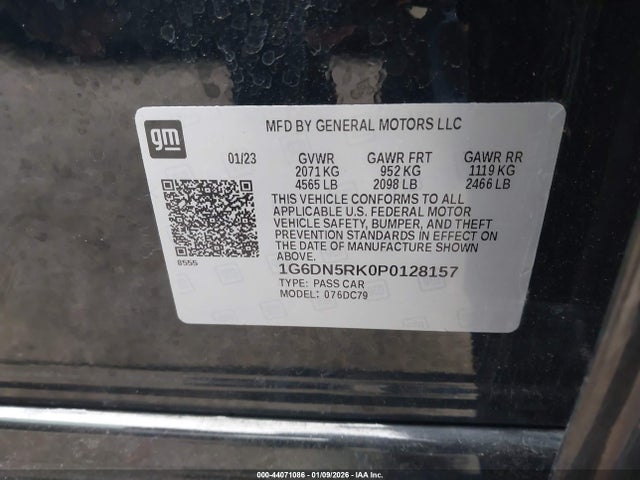 gm
MFD BY GENERAL MOTORS LLC
01/23 GVWR GAWR FRT GAWR RR
2071 KG 952 KG 1119 KG
4565 LB 2098 LB 2466 LB
THIS VEHICLE CONFORMS TO ALL
APPLICABLE U.S. FEDERAL MOTOR
VEHICLE SAFETY, BUMPER, AND THEFT
PREVENTION STANDARDS IN EFFECT ON
THE DATE OF MANUFACTURE SHOWN
ABOVE.
8555
1G6DN5RK0P0128157
TYPE: PASS CAR
MODEL: 076DC79
000-44071086 - 01/09/2026 - IAA Inc.